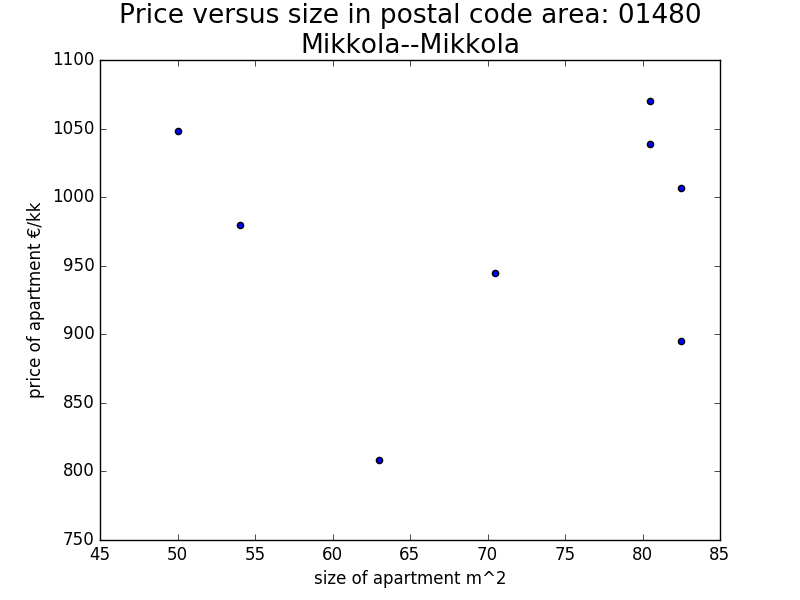 Price versus size in postal code area: 01480
Mikkola--Mikkola
1100
1050
1000
950
900
850
800
750
price of apartment €/kk
45 50 55 60 65 70 75 80 85
size of apartment m^2